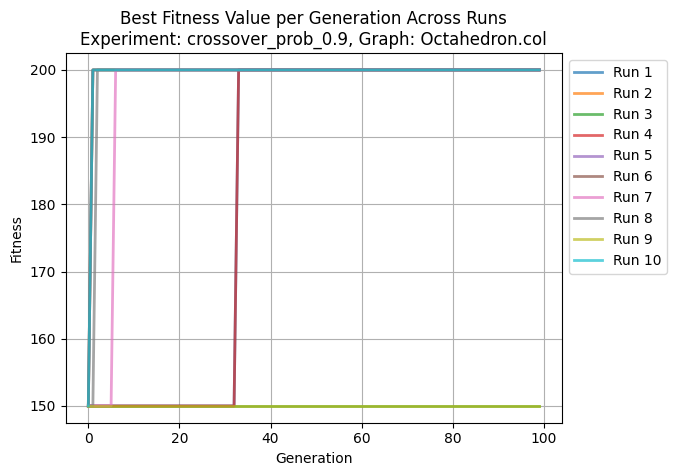 Best Fitness Value per Generation Across Runs
Experiment: crossover_prob_0.9, Graph: Octahedron.col
200
190
180
170
160
150
Fitness
0 20 40 60 80 100
Generation
Run 1
Run 2
Run 3
Run 4
Run 5
Run 6
Run 7
Run 8
Run 9
Run 10